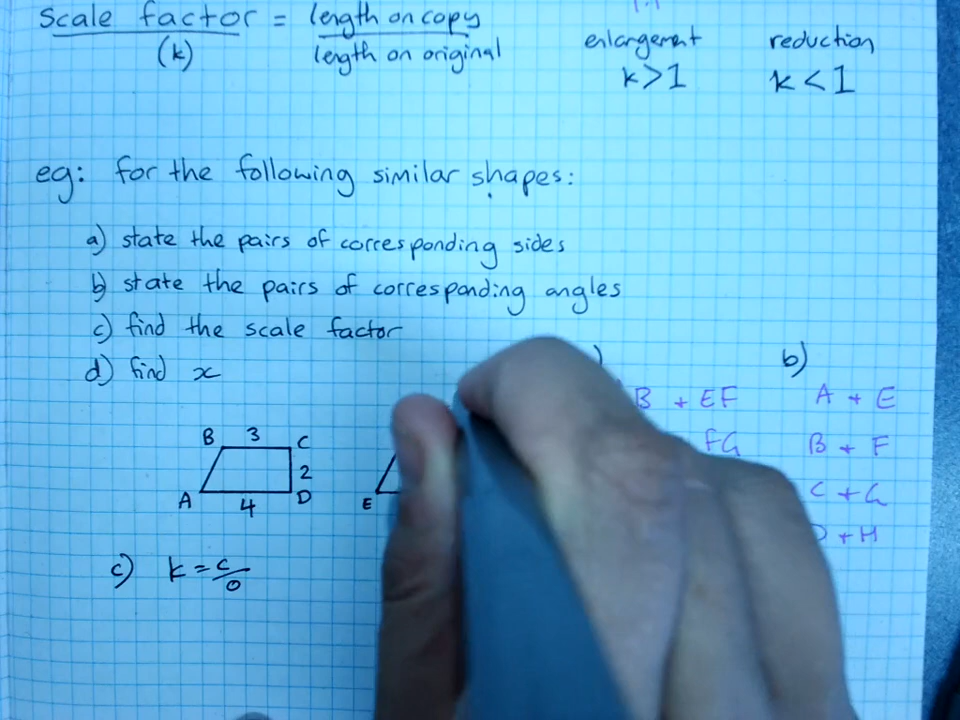 scale factor = length on copy
(k) length on original
enlargement reduction
k>1 k<1
eg: for the following similar shapes:
a) state the pairs of corresponding sides
b) state the pairs of corresponding angles
c) find the scale factor
d) find x
) b)
B + EF A + E
FG B + F
C + G
D + H
B 3 C
2
A 4 D
E
c) k = c/o